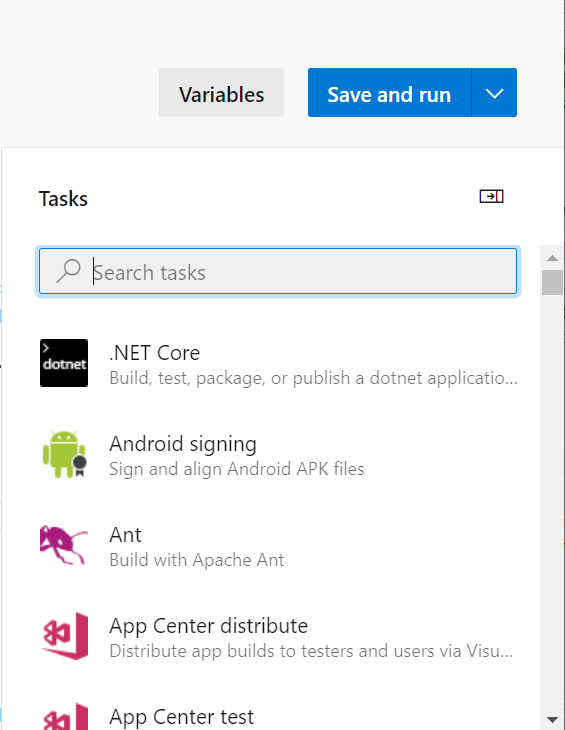 Variables
Save and run
Tasks
Search tasks
dotnet
.NET Core
Build, test, package, or publish a dotnet applicatio...
Android signing
Sign and align Android APK files
Ant
Build with Apache Ant
App Center distribute
Distribute app builds to testers and users via Visu...
App Center test